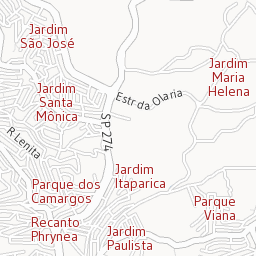 Jardim
São José
Jardim
Maria
Helena
Jardim
Santa
Mônica
Estr da Olaria
SP 274
R Lenita
Jardim
Itaparica
Parque dos
Camargos
Parque
Viana
Recanto
Phrynea
Jardim
Paulista